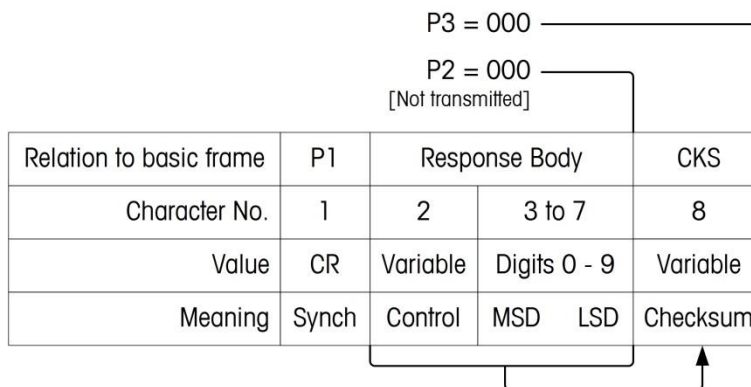 P3 = 000
P2 = 000
[Not transmitted]
Relation to basic frame P1 Response Body CKS
Character No. 1 2 3 to 7 8
Value CR Variable Digits 0 - 9 Variable
Meaning Synch Control MSD LSD Checksum